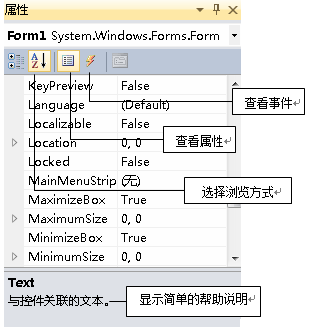 属性
Form1 System.Windows.Forms.Form
KeyPreview False
Language (Default)
Localizable False
Location 0, 0
Locked False
MainMenuStrip (无)
MaximizeBox True
MaximumSize 0, 0
MinimizeBox True
MinimumSize 0, 0
Text
与控件关联的文本。
查看事件
查看属性
选择浏览方式
显示简单的帮助说明